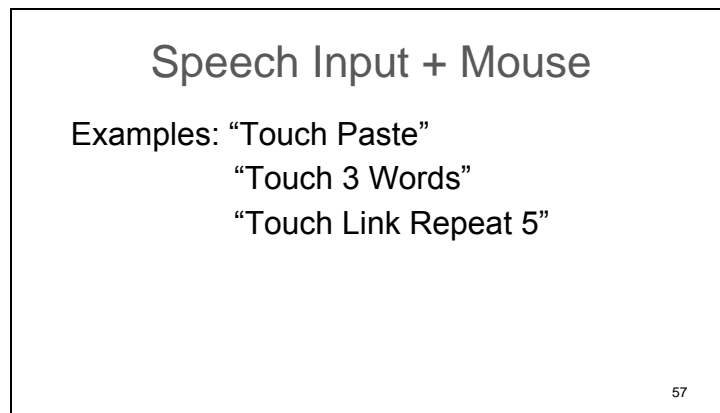 Speech Input + Mouse
Examples: “Touch Paste”
“Touch 3 Words”
“Touch Link Repeat 5”
57